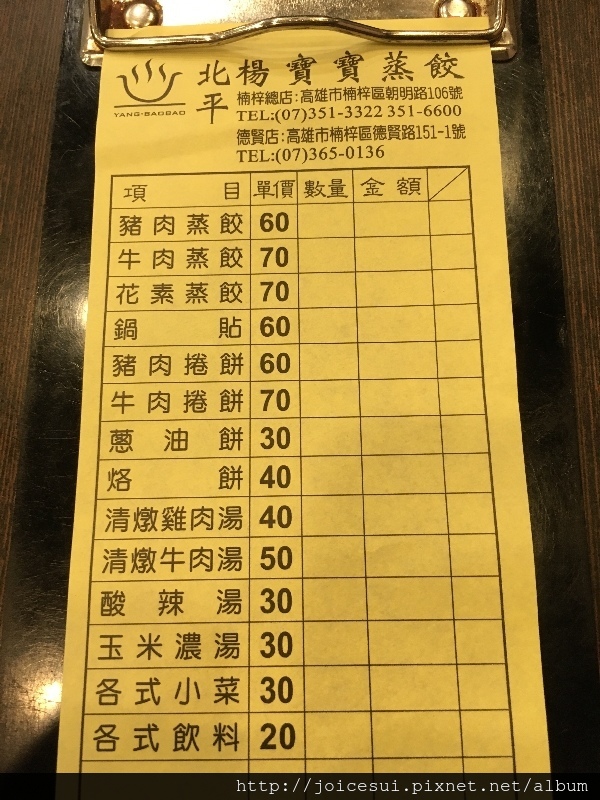 北平 楊寶寶蒸餃
YANG-BAOBAO
楠梓總店:高雄市楠梓區朝明路106號
TEL:(07)351-3322 351-6600
德賢店:高雄市楠梓區德賢路151-1號
TEL:(07)365-0136
項目 單價 數量 金額
豬肉蒸餃 60
牛肉蒸餃 70
花素蒸餃 70
鍋貼 60
豬肉捲餅 60
牛肉捲餅 70
蔥油餅 30
烙餅 40
清燉雞肉湯 40
清燉牛肉湯 50
酸辣湯 30
玉米濃湯 30
各式小菜 30
各式飲料 20
http://joicesui.pixnet.net/album